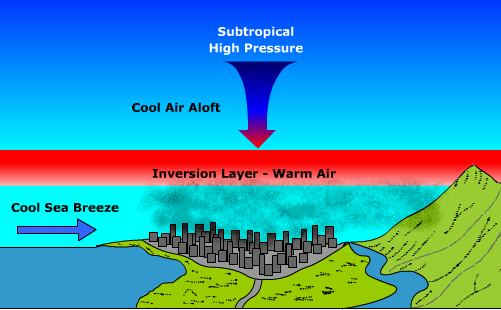 Subtropical
High Pressure
Cool Air Aloft
Inversion Layer - Warm Air
Cool Sea Breeze